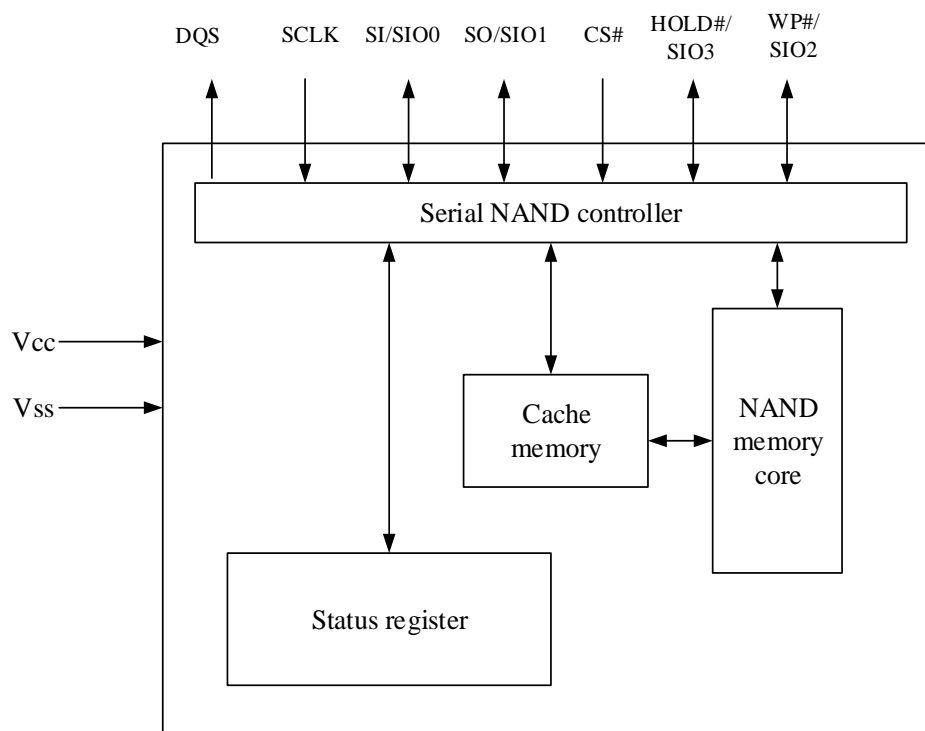 DQS
SCLK
SI/SIO0
SO/SIO1
CS#
HOLD#/
SIO3
WP#/
SIO2
Serial NAND controller
Vcc
Vss
Cache
memory
NAND
memory
core
Status register